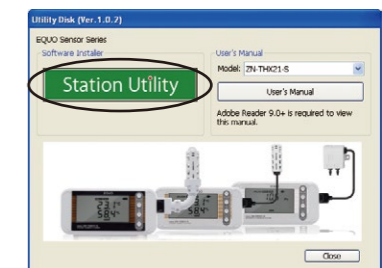 Utility Disk (Ver.1.0.7)
EQUO Sensor Series
Software Installer
Station Utility
User's Manual
Model: ZN-THX21-S
User's Manual
Adobe Reader 9.0+ is required to view
this manual.
Close